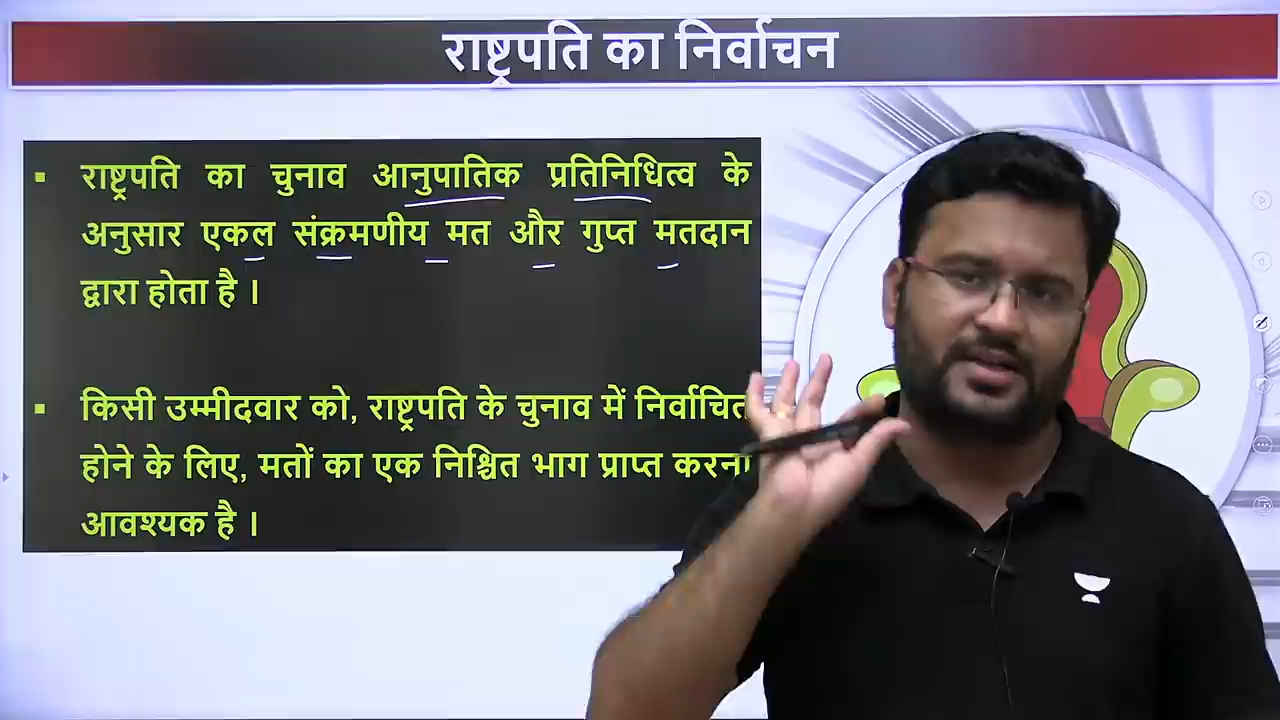 राष्ट्रपति का निर्वाचन
▪ राष्ट्रपति का चुनाव आनुपातिक प्रतिनिधित्व के
अनुसार एकल संक्रमणीय मत और गुप्त मतदान
द्वारा होता है ।
▪ किसी उम्मीदवार को, राष्ट्रपति के चुनाव में निर्वाचित
होने के लिए, मतों का एक निश्चित भाग प्राप्त करना
आवश्यक है ।